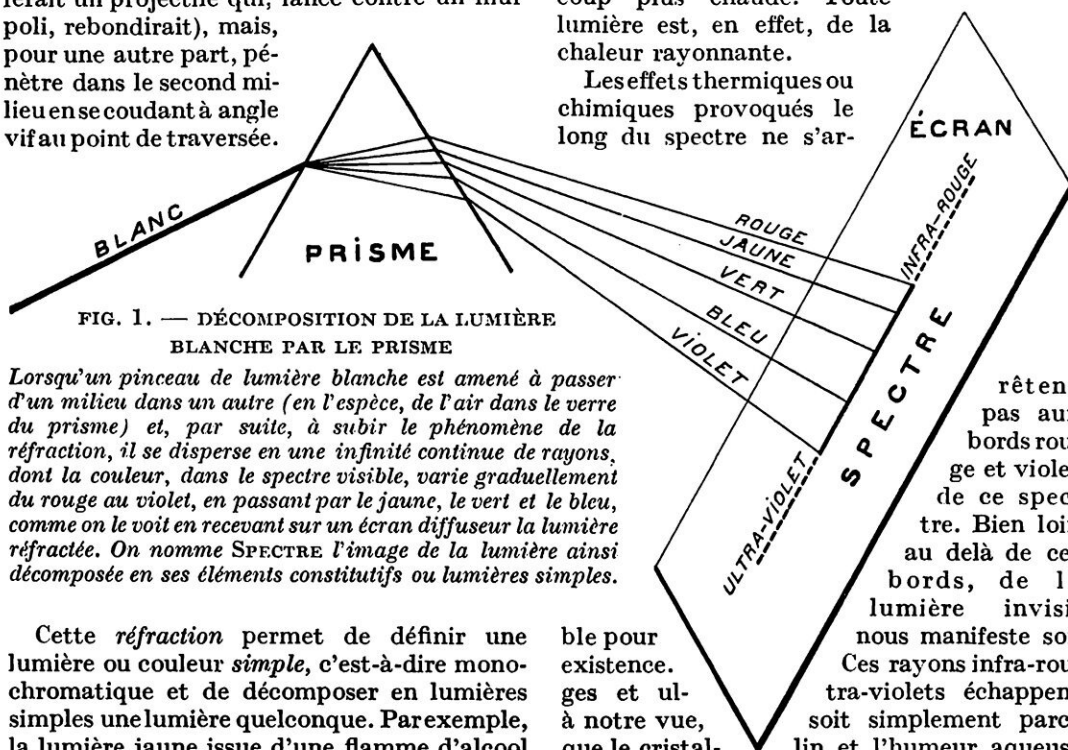 poli, rebondirait), mais,
pour une autre part, pé-
nètre dans le second mi-
lieu en se coudant à angle
vif au point de traversée.
lumière est, en effet, de la
chaleur rayonnante.
Les effets thermiques ou
chimiques provoqués le
long du spectre ne s'ar-
ÉCRAN
INFRA-ROUGE
BLANC
PRISME
ROUGE
JAUNE
VERT
BLEU
VIOLET
SPECTRE
ULTRA-VIOLET
FIG. 1. — DÉCOMPOSITION DE LA LUMIÈRE
BLANCHE PAR LE PRISME
Lorsqu'un pinceau de lumière blanche est amené à passer
d'un milieu dans un autre (en l'espèce, de l'air dans le verre
du prisme) et, par suite, à subir le phénomène de la
réfraction, il se disperse en une infinité continue de rayons,
dont la couleur, dans le spectre visible, varie graduellement
du rouge au violet, en passant par le jaune, le vert et le bleu,
comme on le voit en recevant sur un écran diffuseur la lumière
réfractée. On nomme SPECTRE l'image de la lumière ainsi
décomposée en ses éléments constitutifs ou lumières simples.
rêten
pas au
bords rou
ge et viole
de ce spec
tre. Bien loi
au delà de ce
bords, de l
lumière invisi
Cette réfraction permet de définir une
lumière ou couleur simple, c'est-à-dire mono-
chromatique et de décomposer en lumières
simples une lumière quelconque. Par exemple,
la lumière jaune issue d'une flamme d'alcool
ble pour nous manifeste so
existence. Ces rayons infra-rou
ges et ul- tra-violets échappen
à notre vue, soit simplement parc
que le cristal- lin et l'humeur aqueus